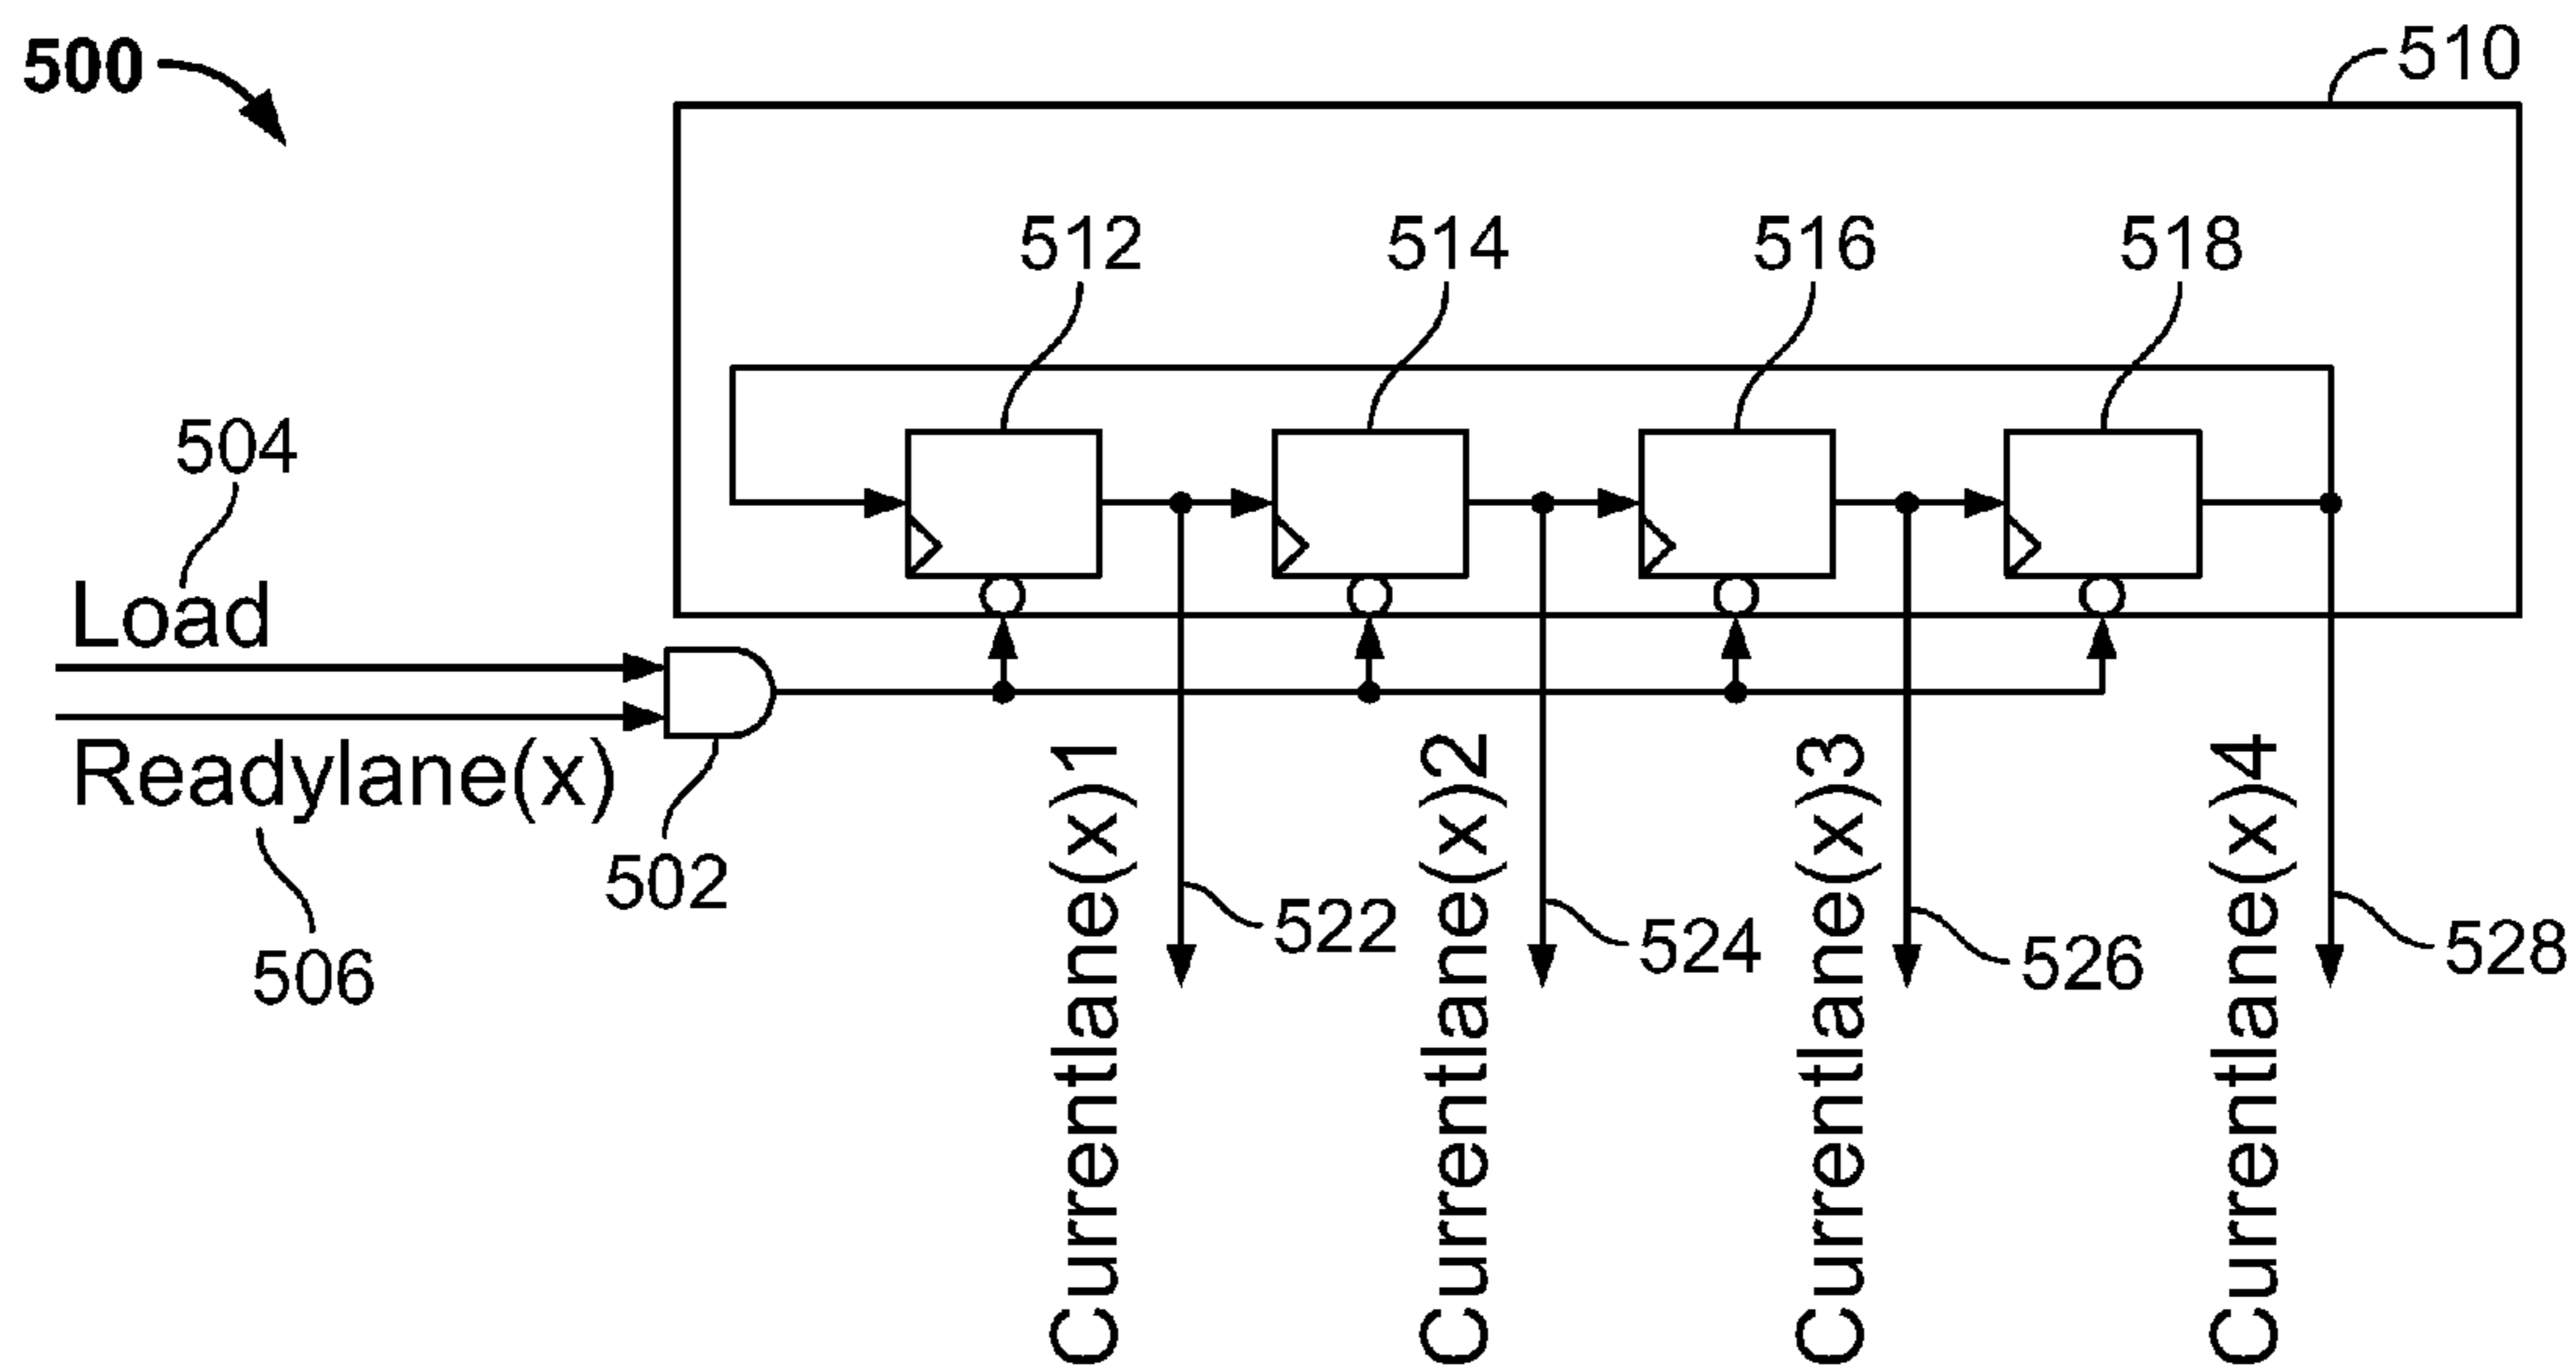 500
510
512
514
516
518
504
Load
Readylane(x)
506
502
Currentlane(x)1
522
Currentlane(x)2
524
Currentlane(x)3
526
Currentlane(x)4
528